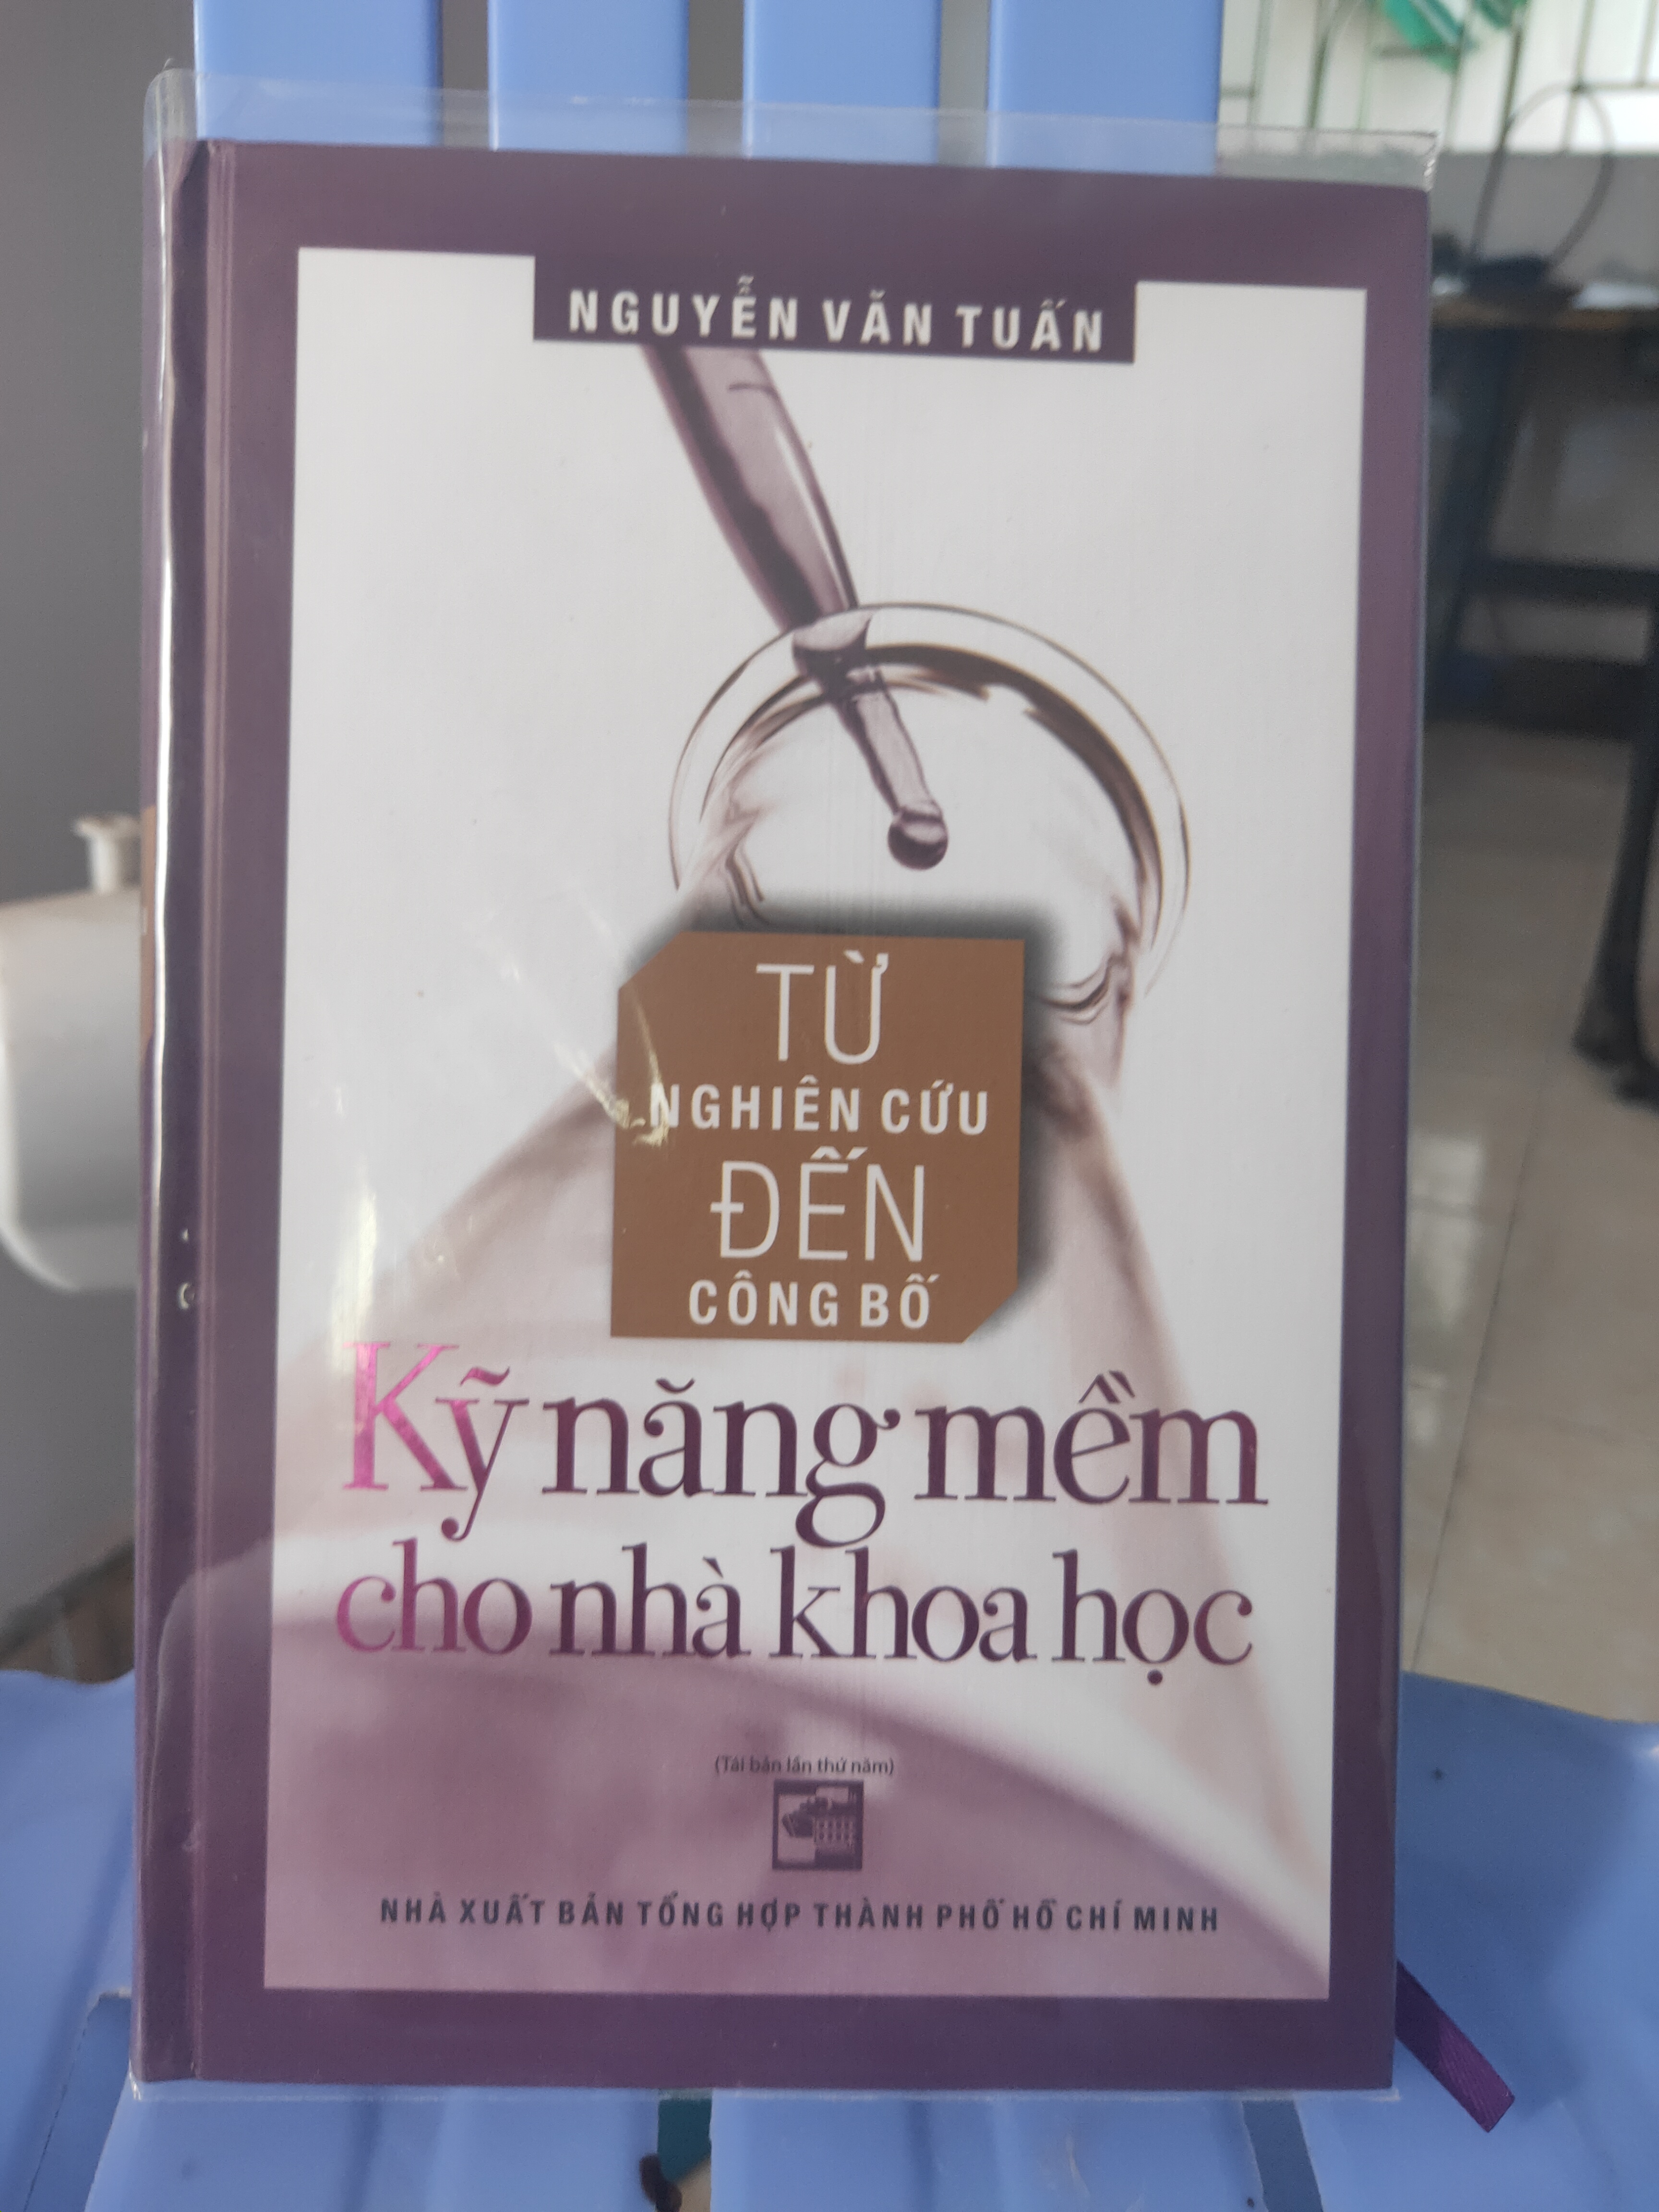 NGUYỄN VĂN TUẤN
TỪ
NGHIÊN CỨU
ĐẾN
CÔNG BỐ
Kỹ năng mềm
cho nhà khoa học
(Tái bản lần thứ năm)
NHÀ XUẤT BẢN TỔNG HỢP THÀNH PHỐ HỒ CHÍ MINH